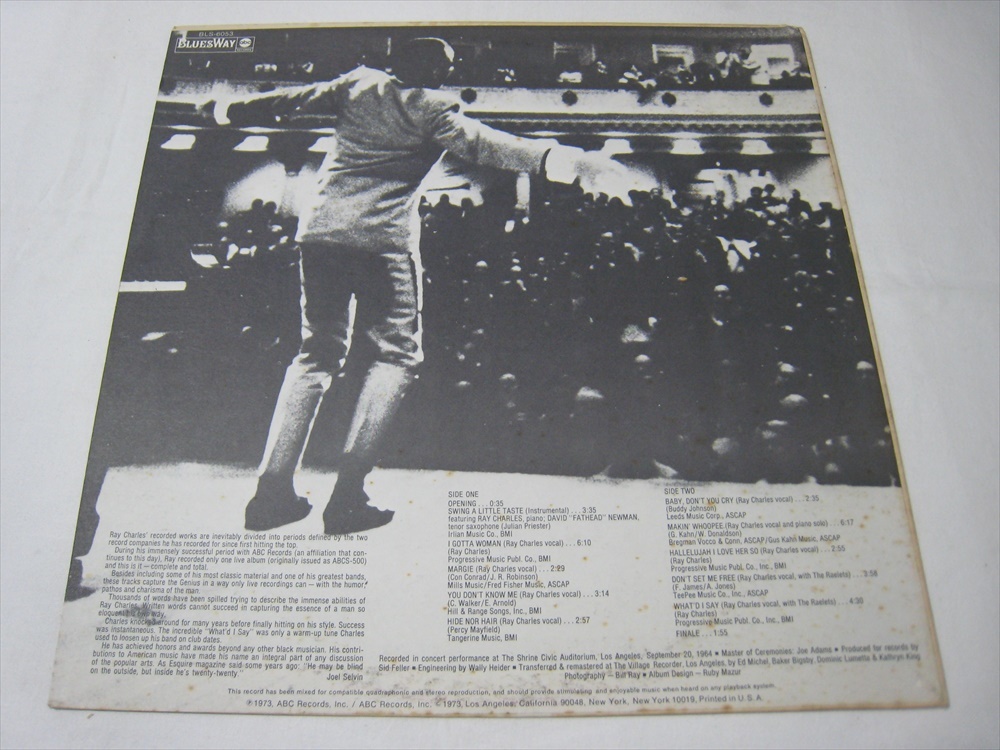 BLS-6053
BLUESWAY abc
Ray Charles' recorded works are inevitably divided into periods defined by the two
record companies he has recorded for since first hitting the top.
During his immensely successful period with ABC Records (an affiliation that con-
tinues to this day), Ray recorded only one live album (originally issued as ABCS-500)
and this is it — complete and total.
Besides including some of his most classic material and one of his greatest bands,
these tracks capture the Genius in a way only live recordings can — with the humor,
pathos and charisma of the man.
Thousands of words have been spilled trying to describe the immense abilities of
Ray Charles. Written words cannot succeed in capturing the essence of a man so
eloquent way.
Charles knocked around for many years before finally hitting on his style. Success
was instantaneous. The incredible "What'd I Say" was only a warm-up tune Charles
used to loosen up his band on club dates.
He has achieved honors and awards beyond any other black musician. His contri-
butions to American music have made his name an integral part of any discussion
of the popular arts. As Esquire magazine said some years ago: "He may be blind
on the outside, but inside he's twenty-twenty."
Joel Selvin
SIDE ONE
OPENING . . . 0:35
SWING A LITTLE TASTE (Instrumental) . . . 3:35
featuring RAY CHARLES, piano; DAVID "FATHEAD" NEWMAN,
tenor saxophone (Julian Priester)
Irlian Music Co., BMI
I GOTTA WOMAN (Ray Charles vocal) . . . 6:10
(Ray Charles)
Progressive Music Publ. Co., BMI
MARGIE (Ray Charles vocal) . . . 2:29
(Con Conrad/J. R. Robinson)
Mills Music/Fred Fisher Music, ASCAP
YOU DON'T KNOW ME (Ray Charles vocal) . . . 3:14
(C. Walker/E. Arnold)
Hill & Range Songs, Inc., BMI
HIDE NOR HAIR (Ray Charles vocal) . . . 2:57
(Percy Mayfield)
Tangerine Music, BMI
SIDE TWO
BABY, DON'T YOU CRY (Ray Charles vocal) . . . 2:35
(Buddy Johnson)
Leeds Music Corp., ASCAP
MAKIN' WHOOPEE (Ray Charles vocal and piano solo) . . . 6:17
(G. Kahn/W. Donaldson)
Bregman Vocco & Conn, ASCAP/Gus Kahn Music, ASCAP
HALLELUJAH I LOVE HER SO (Ray Charles vocal) . . . 2:55
(Ray Charles)
Progressive Music Publ. Co., Inc., BMI
DON'T SET ME FREE (Ray Charles vocal, with The Raelets) . . . 3:58
(F. James/A. Jones)
TeePee Music Co., Inc., ASCAP
WHAT'D I SAY (Ray Charles vocal, with The Raelets) . . . 4:30
(Ray Charles)
Progressive Music Publ. Co., Inc., BMI
FINALE . . . 1:55
Recorded in concert performance at The Shrine Civic Auditorium, Los Angeles, September 20, 1964 • Master of Ceremonies: Joe Adams • Produced for records by
Sid Feller • Engineering by Wally Heider • Transferred & remastered at The Village Recorder, Los Angeles, by Ed Michel, Baker Bigsby, Dominic Lumetta & Kathryn King
Photography – Bill Ray • Album Design – Ruby Mazur
This record has been mixed for compatible quadraphonic and stereo reproduction, and should provide stimulating and enjoyable music when heard on any playback system.
℗1973, ABC Records, Inc. / ABC Records, Inc. ©1973, Los Angeles, California 90048, New York, New York 10019, Printed in U.S.A.